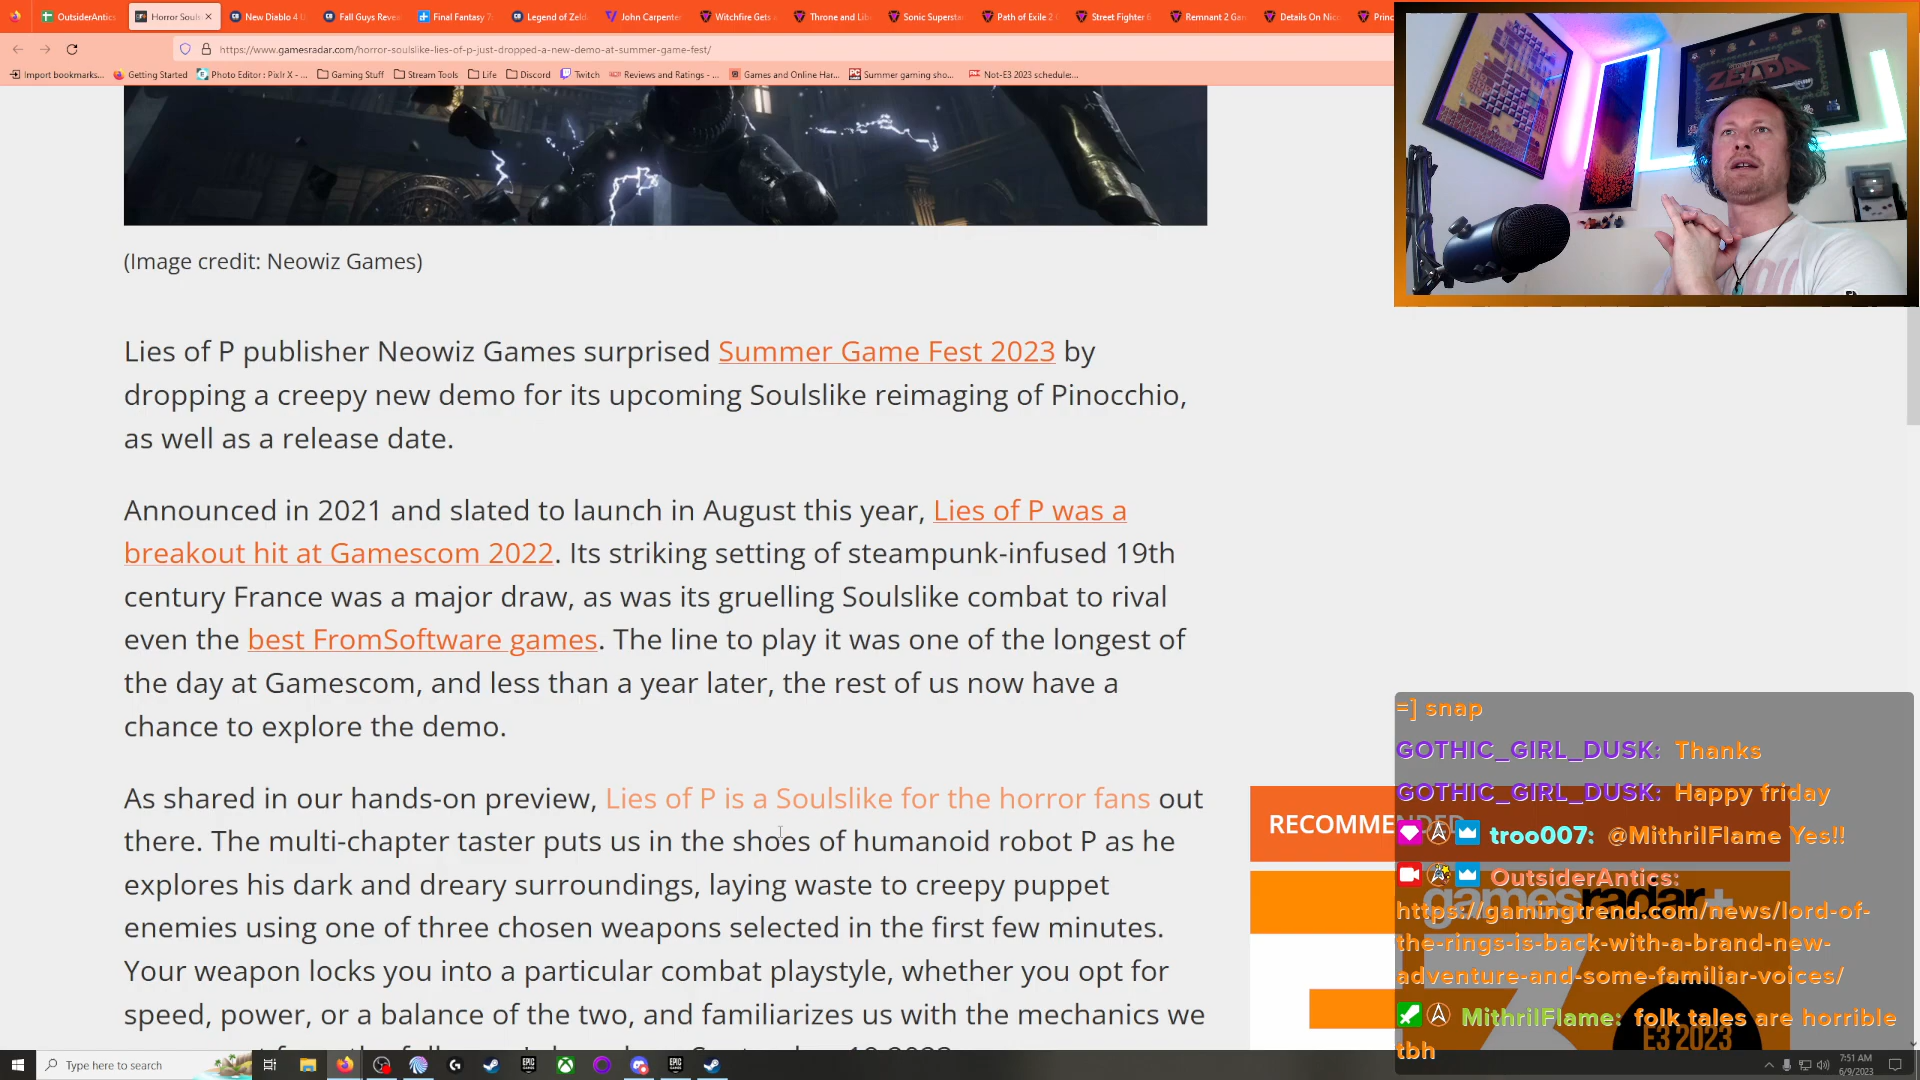 OutsiderAntics
Horror Souls
New Diablo 4
Fall Guys Reve
Final Fantasy 7
Legend of Zeld
John Carpenter
Witchfire Gets
Throne and Lib
Sonic Supersta
Path of Exile 2
Street Fighter 6
Remnant 2 Gam
Details On Nic
Princ
https://www.gamesradar.com/horror-soulslike-lies-of-p-just-dropped-a-new-demo-at-summer-game-fest/
Import bookmarks...
Getting Started
Photo Editor : Pixlr X - ...
Gaming Stuff
Stream Tools
Life
Discord
Twitch
Reviews and Ratings - ...
Games and Online Har...
Summer gaming sho...
Not-E3 2023 schedule:...
ZELDA
(Image credit: Neowiz Games)
Lies of P publisher Neowiz Games surprised Summer Game Fest 2023 by
dropping a creepy new demo for its upcoming Soulslike reimaging of Pinocchio,
as well as a release date.
Announced in 2021 and slated to launch in August this year, Lies of P was a
breakout hit at Gamescom 2022. Its striking setting of steampunk-infused 19th
century France was a major draw, as was its gruelling Soulslike combat to rival
even the best FromSoftware games. The line to play it was one of the longest of
the day at Gamescom, and less than a year later, the rest of us now have a
chance to explore the demo.
As shared in our hands-on preview, Lies of P is a Soulslike for the horror fans out
there. The multi-chapter taster puts us in the shoes of humanoid robot P as he
explores his dark and dreary surroundings, laying waste to creepy puppet
enemies using one of three chosen weapons selected in the first few minutes.
Your weapon locks you into a particular combat playstyle, whether you opt for
speed, power, or a balance of the two, and familiarizes us with the mechanics we
RECOMMENDED
gamesradar+
E3 2023
=] snap
GOTHIC_GIRL_DUSK: Thanks
GOTHIC_GIRL_DUSK: Happy friday
troo007: @MithrilFlame Yes!!
OutsiderAntics:
https://gamingtrend.com/news/lord-of-
the-rings-is-back-with-a-brand-new-
adventure-and-some-familiar-voices/
MithrilFlame: folk tales are horrible
tbh
Type here to search
7:51 AM
6/9/2023